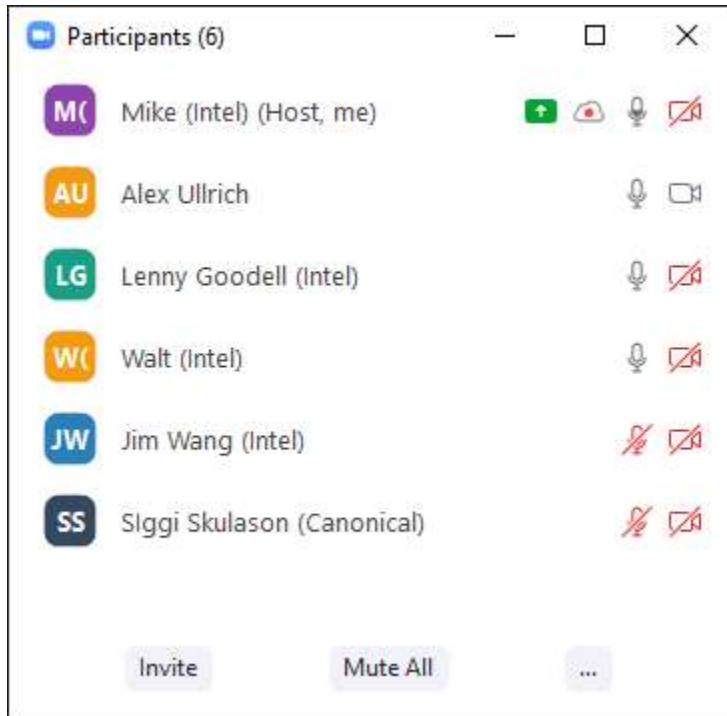 Participants (6)
M( Mike (Intel) (Host, me)
AU Alex Ullrich
LG Lenny Goodell (Intel)
W( Walt (Intel)
JW Jim Wang (Intel)
SS SIggi Skulason (Canonical)
Invite Mute All ...